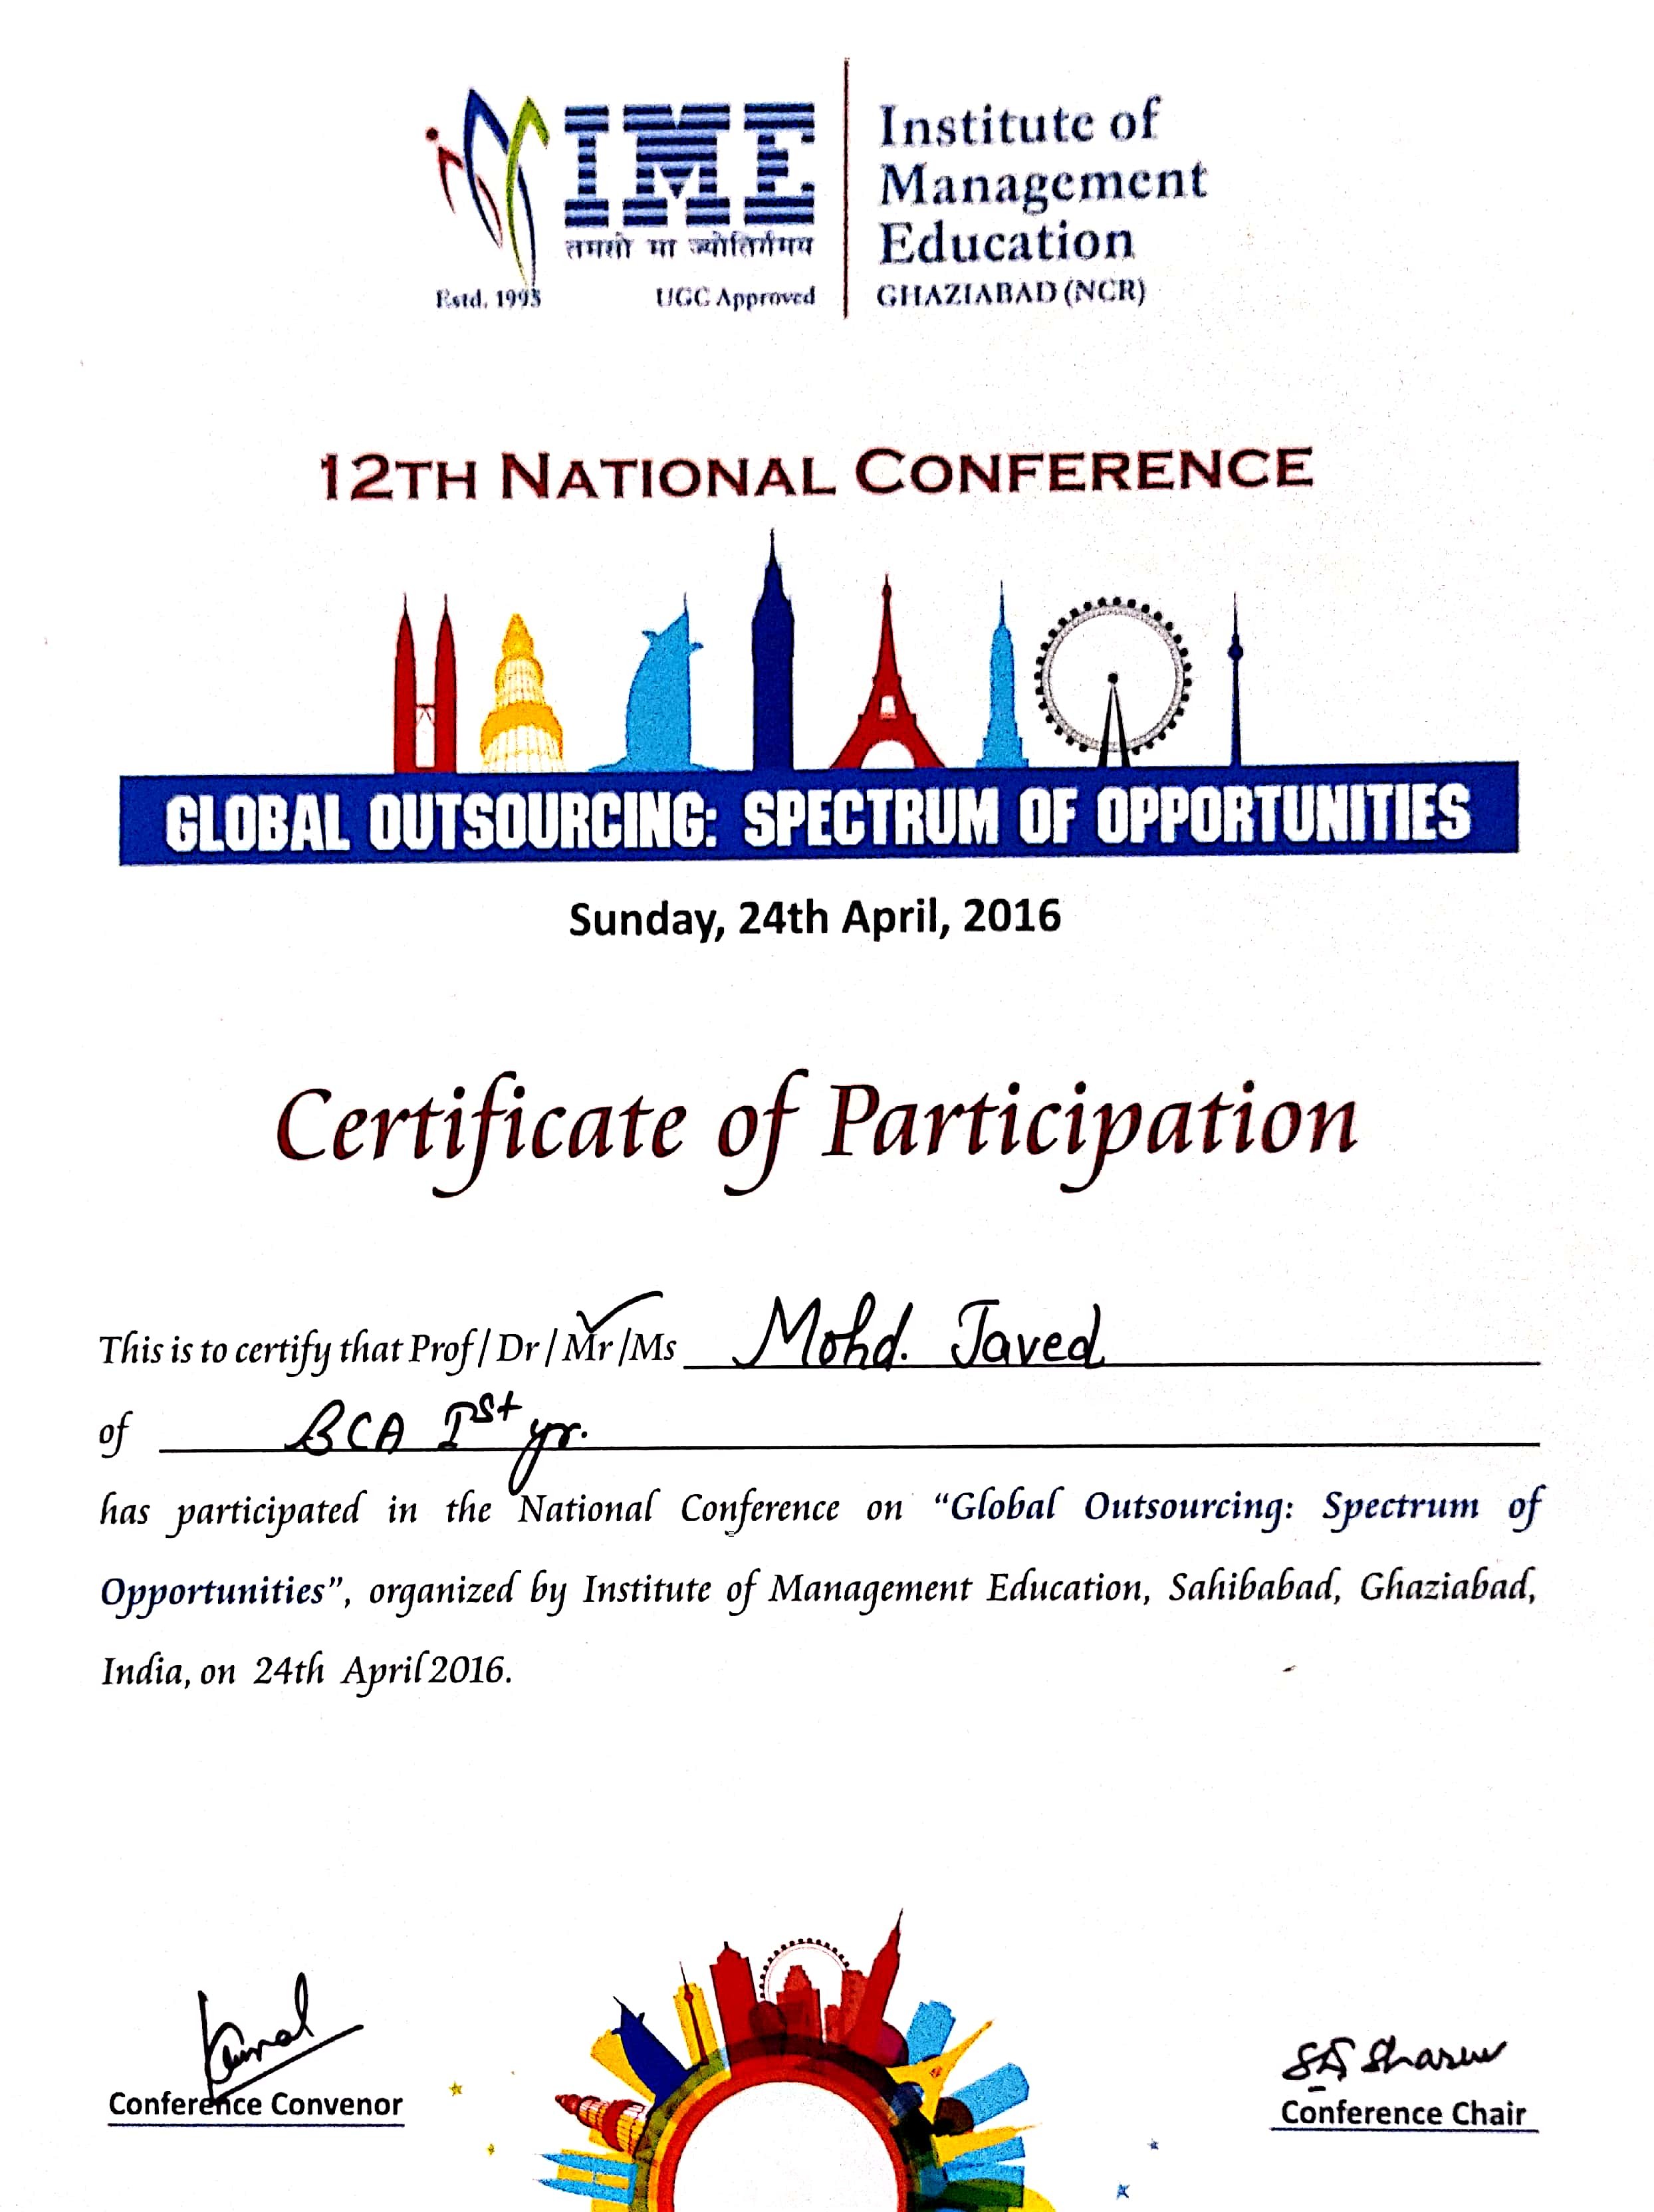 IME
तमसो मा ज्योतिर्गमय
Estd. 1993 UGC Approved
Institute of
Management
Education
GHAZIABAD (NCR)
12TH NATIONAL CONFERENCE
GLOBAL OUTSOURCING: SPECTRUM OF OPPORTUNITIES
Sunday, 24th April, 2016
Certificate of Participation
This is to certify that Prof/Dr/Mr/Ms Mohd. Javed
of BCA Ist yr.
has participated in the National Conference on “Global Outsourcing: Spectrum of
Opportunities”, organized by Institute of Management Education, Sahibabad, Ghaziabad,
India, on 24th April 2016.
Conference Convenor
Sharma
Conference Chair